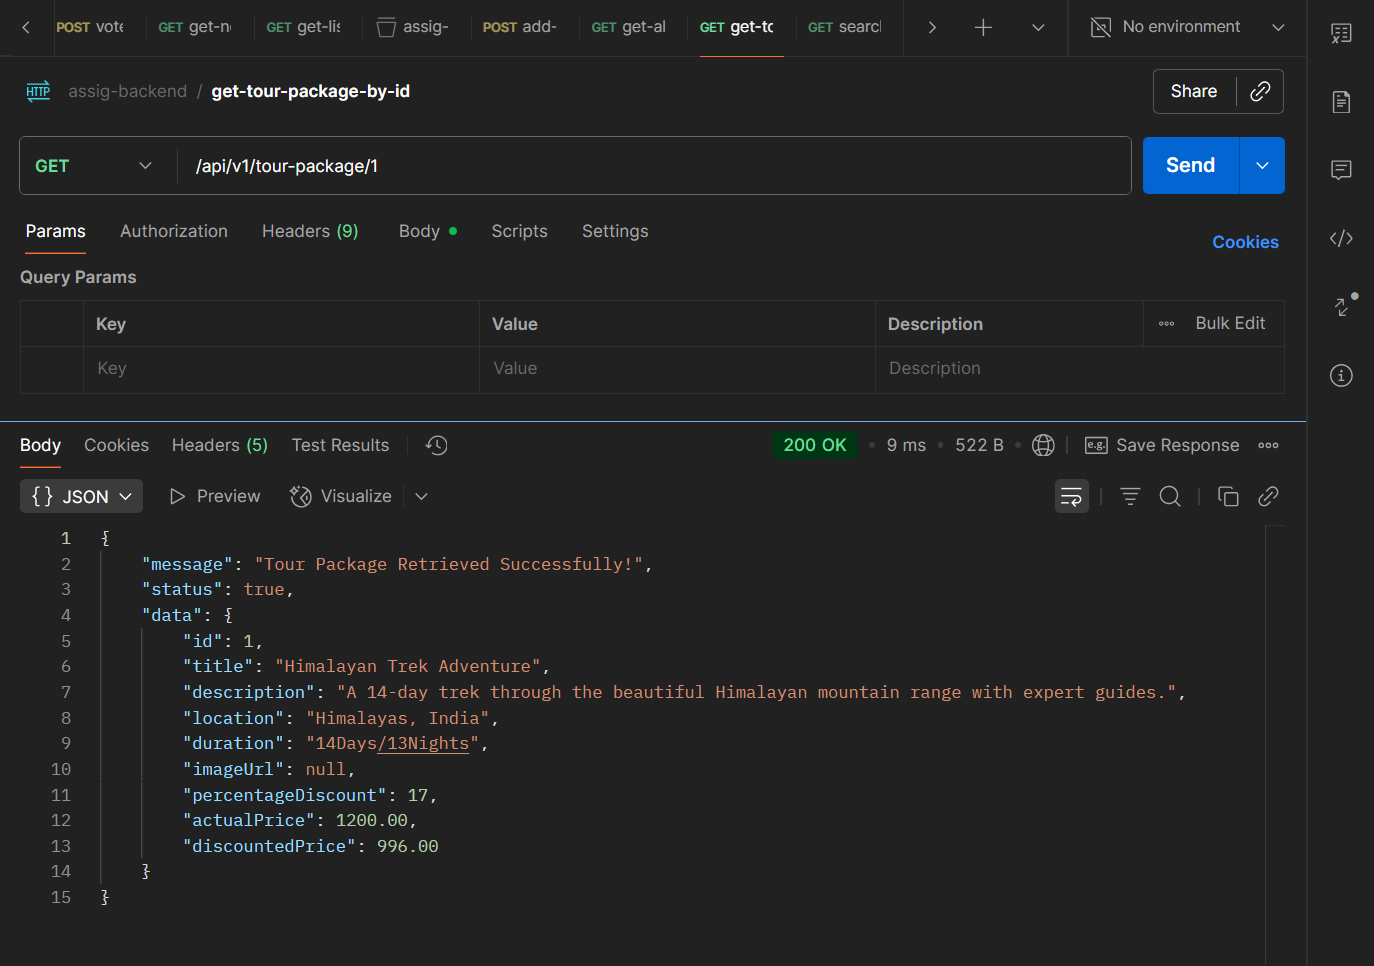 POST vote GET get-n GET get-lis assig- POST add- GET get-al GET get-to GET search No environment
HTTP assig-backend / get-tour-package-by-id Share
GET /api/v1/tour-package/1 Send
Params Authorization Headers (9) Body Scripts Settings Cookies
Query Params
Key Value Description Bulk Edit
Key Value Description
Body Cookies Headers (5) Test Results 200 OK 9 ms 522 B e.g. Save Response
{} JSON Preview Visualize
1 {
2 "message": "Tour Package Retrieved Successfully!",
3 "status": true,
4 "data": {
5 "id": 1,
6 "title": "Himalayan Trek Adventure",
7 "description": "A 14-day trek through the beautiful Himalayan mountain range with expert guides.",
8 "location": "Himalayas, India",
9 "duration": "14Days/13Nights",
10 "imageUrl": null,
11 "percentageDiscount": 17,
12 "actualPrice": 1200.00,
13 "discountedPrice": 996.00
14 }
15 }